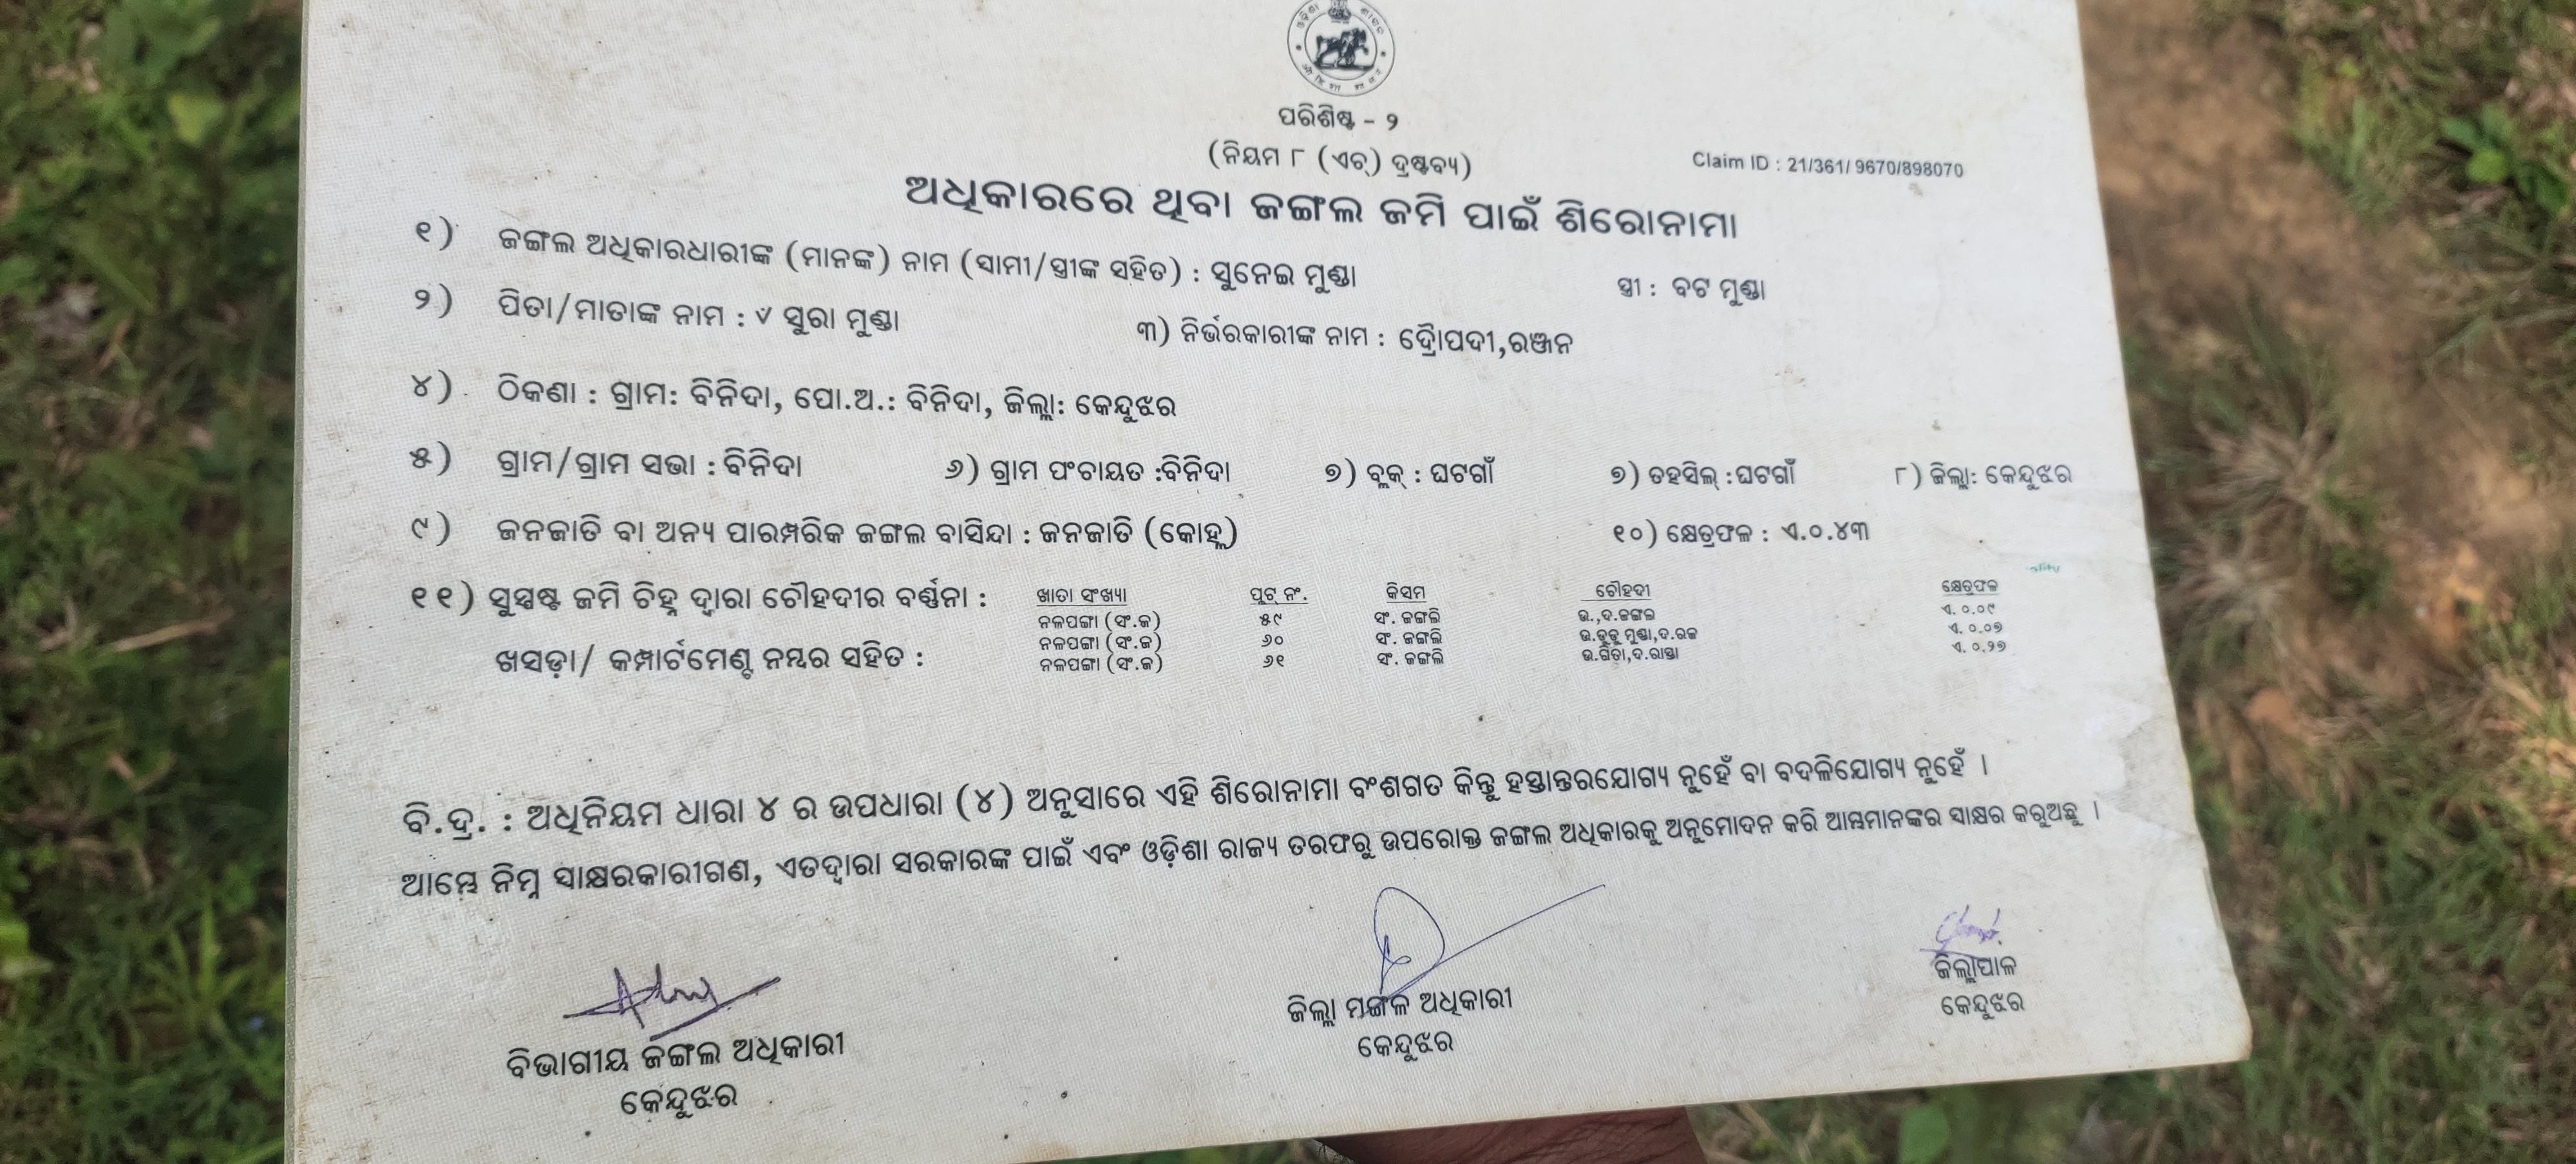 ପରିଶିଷ୍ଟ - ୨
(ନିୟମ ୮ (ଏଚ୍) ଦ୍ରଷ୍ଟବ୍ୟ)
Claim ID : 21/361/ 9670/898070
ଅଧିକାରରେ ଥିବା ଜଙ୍ଗଲ ଜମି ପାଇଁ ଶିରୋନାମା
୧) ଜଙ୍ଗଲ ଅଧିକାରଧାରୀଙ୍କ (ମାନଙ୍କ) ନାମ (ସାମୀ/ସ୍ତ୍ରୀଙ୍କ ସହିତ) : ସୁନେଇ ମୁଣ୍ଡା ସ୍ତ୍ରୀ : ବଟ ମୁଣ୍ଡା
୨) ପିତା/ମାତାଙ୍କ ନାମ : ୰ ସୁରା ମୁଣ୍ଡା ୩) ନିର୍ଭରକାରୀଙ୍କ ନାମ : ଦ୍ରୌପଦୀ,ରଞ୍ଜନ
୪) ଠିକଣା : ଗ୍ରାମ: ବିନିଦା, ପୋ.ଅ.: ବିନିଦା, ଜିଲ୍ଲା: କେନ୍ଦୁଝର
୫) ଗ୍ରାମ/ଗ୍ରାମ ସଭା : ବିନିଦା ୬) ଗ୍ରାମ ପଂଚାୟତ :ବିନିଦା ୭) ବ୍ଲକ୍ : ଘଟଗାଁ ୭) ତହସିଲ୍ :ଘଟଗାଁ ୮) ଜିଲ୍ଲା: କେନ୍ଦୁଝର
୯) ଜନଜାତି ବା ଅନ୍ୟ ପାରମ୍ପରିକ ଜଙ୍ଗଲ ବାସିନ୍ଦା : ଜନଜାତି (କୋହ୍ଲ) ୧୦) କ୍ଷେତ୍ରଫଳ : ଏ.୦.୪୩
୧୧) ସୁସ୍ପଷ୍ଟ ଜମି ଚିହ୍ନ ଦ୍ୱାରା ଚୌହଦୀର ବର୍ଣ୍ଣନା : ଖାତା ସଂଖ୍ୟା ପ୍ଲଟ୍ ନଂ. କିସମ ଚୌହଦୀ କ୍ଷେତ୍ରଫଳ
ନଳପଙ୍ଗା (ସଂ.ଜ) ୫୯ ସଂ. ଜଙ୍ଗଲି ଉ.,ଦ.ଜଙ୍ଗଲ ଏ. ୦.୦୯
ନଳପଙ୍ଗା (ସଂ.ଜ) ୬୦ ସଂ. ଜଙ୍ଗଲି ମୁଣ୍ଡା, ଏ. ୦.୦୭
ଖସଡ଼ା/ କମ୍ପାର୍ଟମେଣ୍ଟ ନମ୍ବର ସହିତ : ନଳପଙ୍ଗା (ସଂ.ଜ) ୬୧ ସଂ. ଜଙ୍ଗଲି ଦ.ରାସ୍ତା ଏ. ୦.୨୭
ବି.ଦ୍ର. : ଅଧିନିୟମ ଧାରା ୪ ର ଉପଧାରା (୪) ଅନୁସାରେ ଏହି ଶିରୋନାମା ବଂଶଗତ କିନ୍ତୁ ହସ୍ତାନ୍ତରଯୋଗ୍ୟ ନୁହେଁ ବା ବଦଳିଯୋଗ୍ୟ ନୁହେଁ ।
ଆମ୍ଭେ ନିମ୍ନ ସାକ୍ଷରକାରୀଗଣ, ଏତଦ୍ଵାରା ସରକାରଙ୍କ ପାଇଁ ଏବଂ ଓଡ଼ିଶା ରାଜ୍ୟ ତରଫରୁ ଉପରୋକ୍ତ ଜଙ୍ଗଲ ଅଧିକାରକୁ ଅନୁମୋଦନ କରି ଆମ୍ଭମାନଙ୍କର ସାକ୍ଷର କରୁଅଛୁ ।
ବିଭାଗୀୟ ଜଙ୍ଗଲ ଅଧିକାରୀ ଜିଲ୍ଲା ମଙ୍ଗଳ ଅଧିକାରୀ ଜିଲ୍ଲାପାଳ
କେନ୍ଦୁଝର କେନ୍ଦୁଝର କେନ୍ଦୁଝର